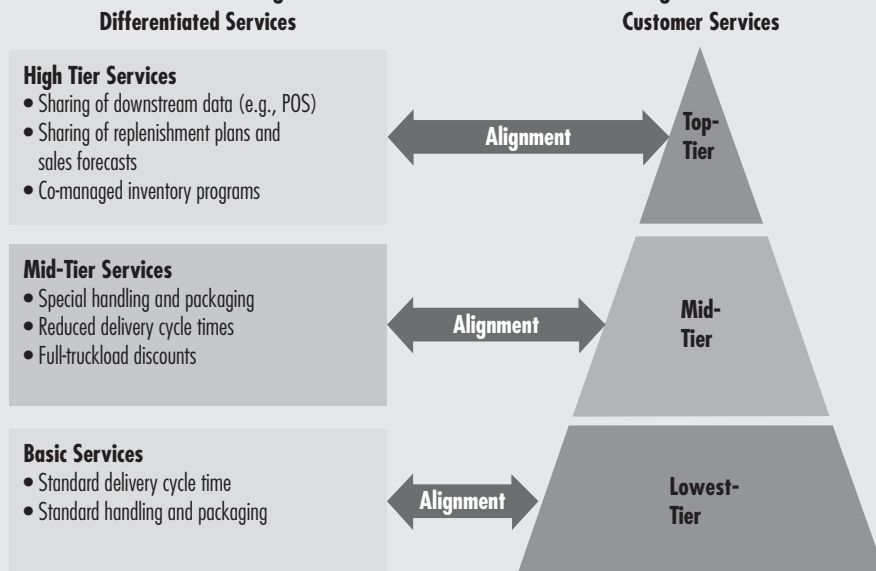 Differentiated Services
Customer Services
High Tier Services
• Sharing of downstream data (e.g., POS)
• Sharing of replenishment plans and
sales forecasts
• Co-managed inventory programs
Alignment
Top-
Tier
Mid-Tier Services
• Special handling and packaging
• Reduced delivery cycle times
• Full-truckload discounts
Alignment
Mid-
Tier
Basic Services
• Standard delivery cycle time
• Standard handling and packaging
Alignment
Lowest-
Tier